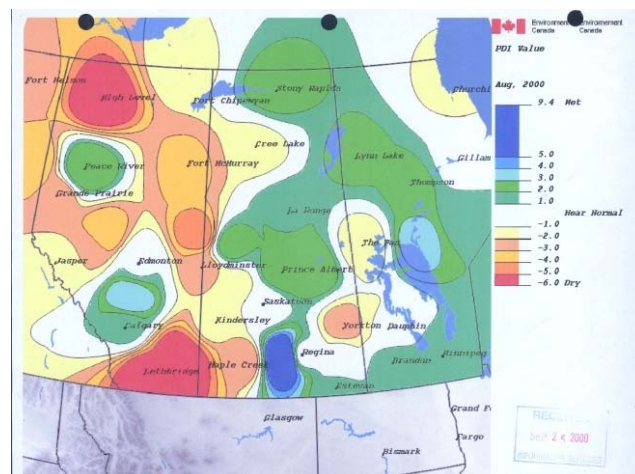 Environment Canada
Environnement Canada
PDI Value
Aug, 2000
9.4 Wet
5.0
4.0
3.0
2.0
1.0
Near Normal
-1.0
-2.0
-3.0
-4.0
-5.0
-6.0 Dry
Fort Nelson
High Level
Fort Chipewyan
Stony Rapids
Churchi
Cree Lake
Peace River
Fort McMurray
Lynn Lake
Gillam
Grande Prairie
Thompson
La Ronge
Jasper
Edmonton
Lloydminster
The Pas
Prince Albert
Saskatoon
Calgary
Kindersley
Yorkton
Dauphin
Lethbridge
Maple Creek
Regina
Brandon
Winnipeg
Estevan
Glasgow
Grand F
Fargo
Bismark
2000